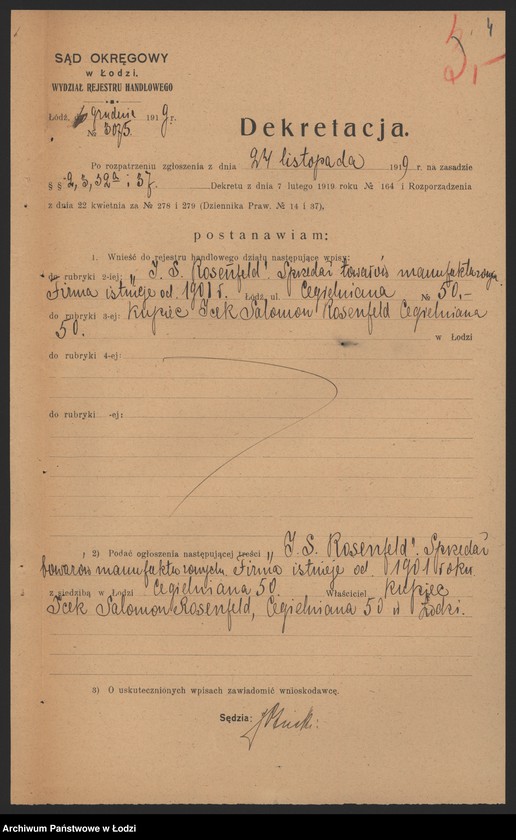 4
3,-
SĄD OKRĘGOWY
w Łodzi.
WYDZIAŁ REJESTRU HANDLOWEGO
Łódź, 6 grudnia 1919 r.
№ 3075.
Dekretacja.
Po rozpatrzeniu zgłoszenia z dnia 27 listopada 1919 r. na zasadzie
§ § 2, 3, 32a i 37. Dekretu z dnia 7 lutego 1919 roku № 164 i Rozporządzenia
z dnia 22 kwietnia za № 278 i 279 (Dziennika Praw. № 14 i 37),
postanawiam:
1. Wnieść do rejestru handlowego działu następujące wpisy:
do rubryki 2-iej: „J. S. Rosenfeld". Sprzedaż towarów manufakturowych.
Firma istnieje od 1901 r. Łódź, ul. Cegielniana № 50,-
do rubryki 3-ej: kupiec Icek Salomon Rosenfeld Cegielniana
50. w Łodzi
do rubryki 4-ej:
do rubryki -ej:
2) Podać ogłoszenia następującej treści „J. S. Rosenfeld". Sprzedaż
towarów manufakturowych. Firma istnieje od 1901 roku
z siedzibą w Łodzi Cegielniana 50. Właściciel kupiec
Icek Salomon Rosenfeld, Cegielniana 50 w Łodzi.
3) O uskutecznionych wpisach zawiadomić wnioskodawcę.
Sędzia:
Archiwum Państwowe w Łodzi